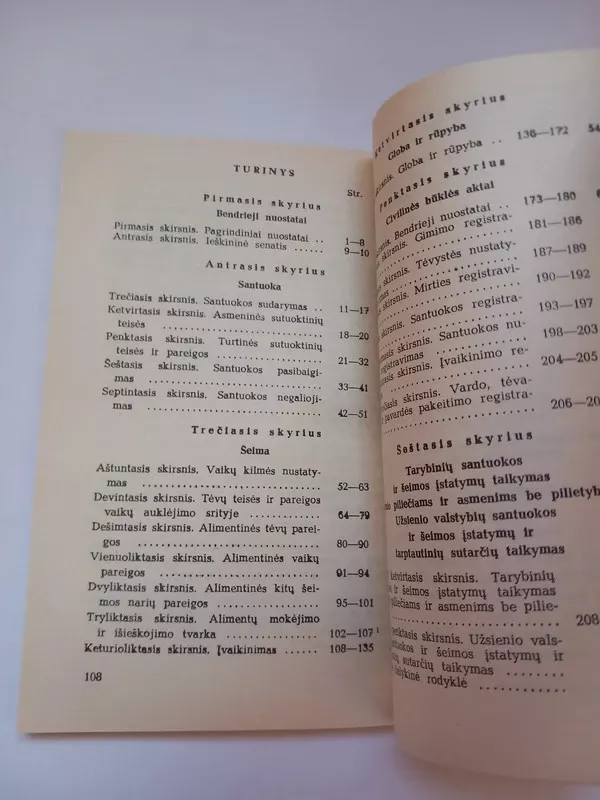 TURINYS
Str.
Pirmasis skyrius
Bendrieji nuostatai
Pirmasis skirsnis. Pagrindiniai nuostatai .. 1—8
Antrasis skirsnis. Ieškininė senatis ...... 9—10
Antrasis skyrius
Santuoka
Trečiasis skirsnis. Santuokos sudarymas .. 11—17
Ketvirtasis skirsnis. Asmeninės sutuoktinių
teisės .................... 18—20
Penktasis skirsnis. Turtinės sutuoktinių
teisės ir pareigos .......... 21—32
Šeštasis skirsnis. Santuokos pasibaigi-
mas .................... 33—41
Septintasis skirsnis. Santuokos negalioji-
mas .................... 42—51
Trečiasis skyrius
Šeima
Aštuntasis skirsnis. Vaikų kilmės nustaty-
mas .................... 52—63
Devintasis skirsnis. Tėvų teisės ir pareigos
vaikų auklėjimo srityje .......... 64—79
Dešimtasis skirsnis. Alimentinės tėvų parei-
gos .................... 80—90
Vienuoliktasis skirsnis. Alimentinės vaikų
pareigos .................... 91—94
Dvyliktasis skirsnis. Alimentinės kitų šei-
mos narių pareigos .......... 95—101
Tryliktasis skirsnis. Alimentų mokėjimo
ir išieškojimo tvarka .......... 102—107
Keturioliktasis skirsnis. Įvaikinimas ...... 108—135
108
Ketvirtasis skyrius
Globa ir rūpyba
skirsnis. Globa ir rūpyba .. 136—172 54
Penktasis skyrius
Civilinės būklės aktai
skirsnis. Bendrieji nuostatai .... 173—180
skirsnis. Gimimo registra-
181—186
skirsnis. Tėvystės nustaty-
187—189
skirsnis. Mirties registravi-
190—192
skirsnis. Santuokos registra-
193—197
skirsnis. Santuokos nu-
registravimas .......... 198—203
skirsnis. Įvaikinimo re-
204—205
skirsnis. Vardo, tėva-
pavardės pakeitimo registra-
206—20
Šeštasis skyrius
Tarybinių santuokos
ir šeimos įstatymų taikymas
piliečiams ir asmenims be pilietyb
Užsienio valstybių santuokos
ir šeimos įstatymų ir
tarptautinių sutarčių taikymas
skirsnis. Tarybinių
ir šeimos įstatymų taikymas
piliečiams ir asmenims be pilie-
208
skirsnis. Užsienio vals-
santuokos ir šeimos įstatymų ir
sutarčių taikymas ..........
rodyklė ..........